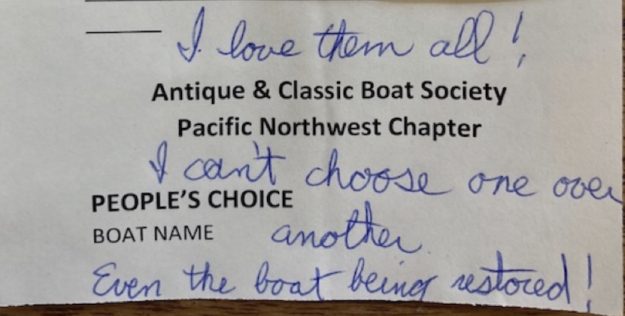 I love them all!
Antique & Classic Boat Society
Pacific Northwest Chapter
I can't choose one over
PEOPLE'S CHOICE
BOAT NAME another.
Even the boat being restored!